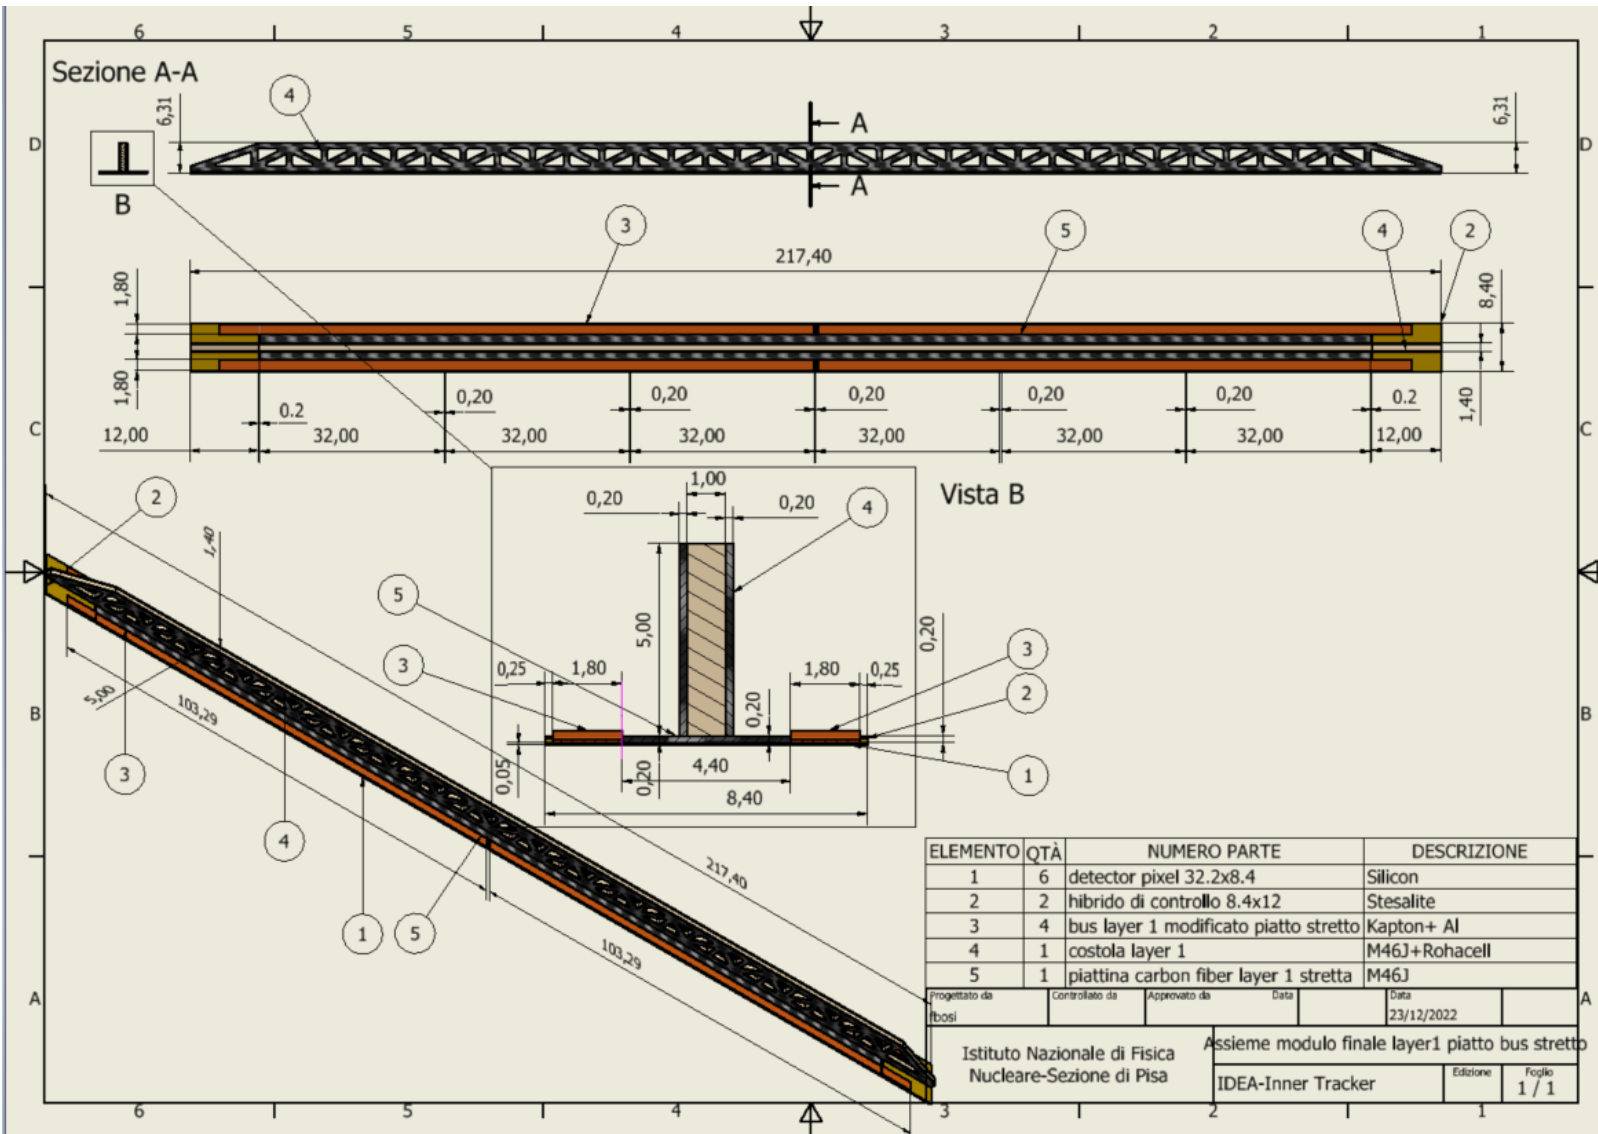 6 5 4 3 2 1
Sezione A-A
4
6,31
A
6,31
D
D
A
B
3
5
4
2
217,40
1,80
8,40
1,80
0.2
0,20
0,20
0,20
0,20
0,20
0.2
1,40
C
C
12,00
32,00
32,00
32,00
32,00
32,00
32,00
12,00
2
1,00
Vista B
0,20
0,20
4
1,40
5
5,00
0,20
3
3
0,25
1,80
1,80
0,25
2
5,00
103,29
0,20
B
B
3
0,05
0,20
4,40
1
8,40
4
217,40
1
5
103,29
ELEMENTO QTÀ NUMERO PARTE DESCRIZIONE
1 6 detector pixel 32.2x8.4 Silicon
2 2 hibrido di controllo 8.4x12 Stesalite
3 4 bus layer 1 modificato piatto stretto Kapton+ Al
4 1 costola layer 1 M46J+Rohacell
5 1 piattina carbon fiber layer 1 stretta M46J
A
A
Progettato da Controllato da Approvato da Data Data
fbosi 23/12/2022
Istituto Nazionale di Fisica
Nucleare-Sezione di Pisa
Assieme modulo finale layer1 piatto bus stretto
IDEA-Inner Tracker
Edizione
Foglio
1 / 1
6 5 4 3 2 1